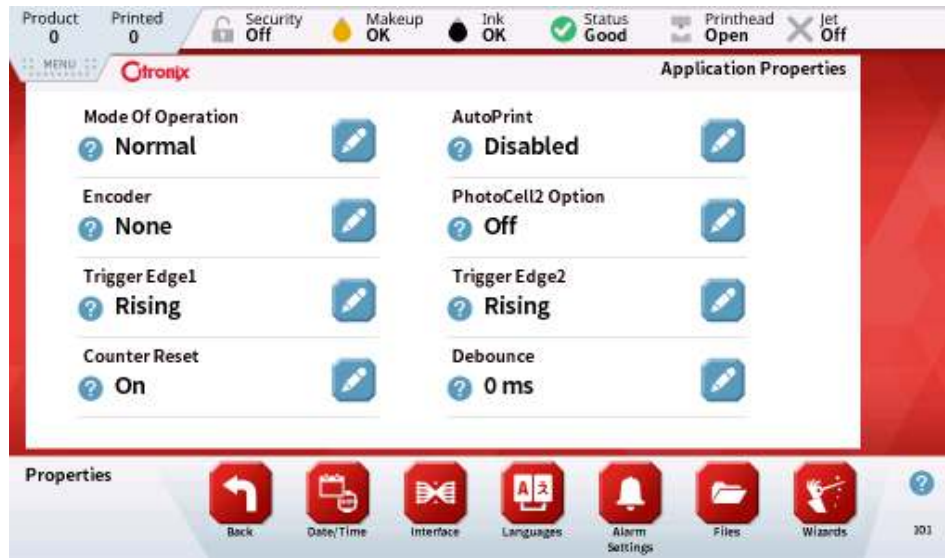 Product Printed Security Makeup Ink Status Printhead Jet
0 0 Off OK OK Good Open Off
MENU Citronix Application Properties
Mode Of Operation AutoPrint
? Normal ? Disabled
Encoder PhotoCell2 Option
? None ? Off
Trigger Edge1 Trigger Edge2
? Rising ? Rising
Counter Reset Debounce
? On ? 0 ms
Properties
Back Date/Time Interface Languages Alarm Settings Files Wizards
?
101